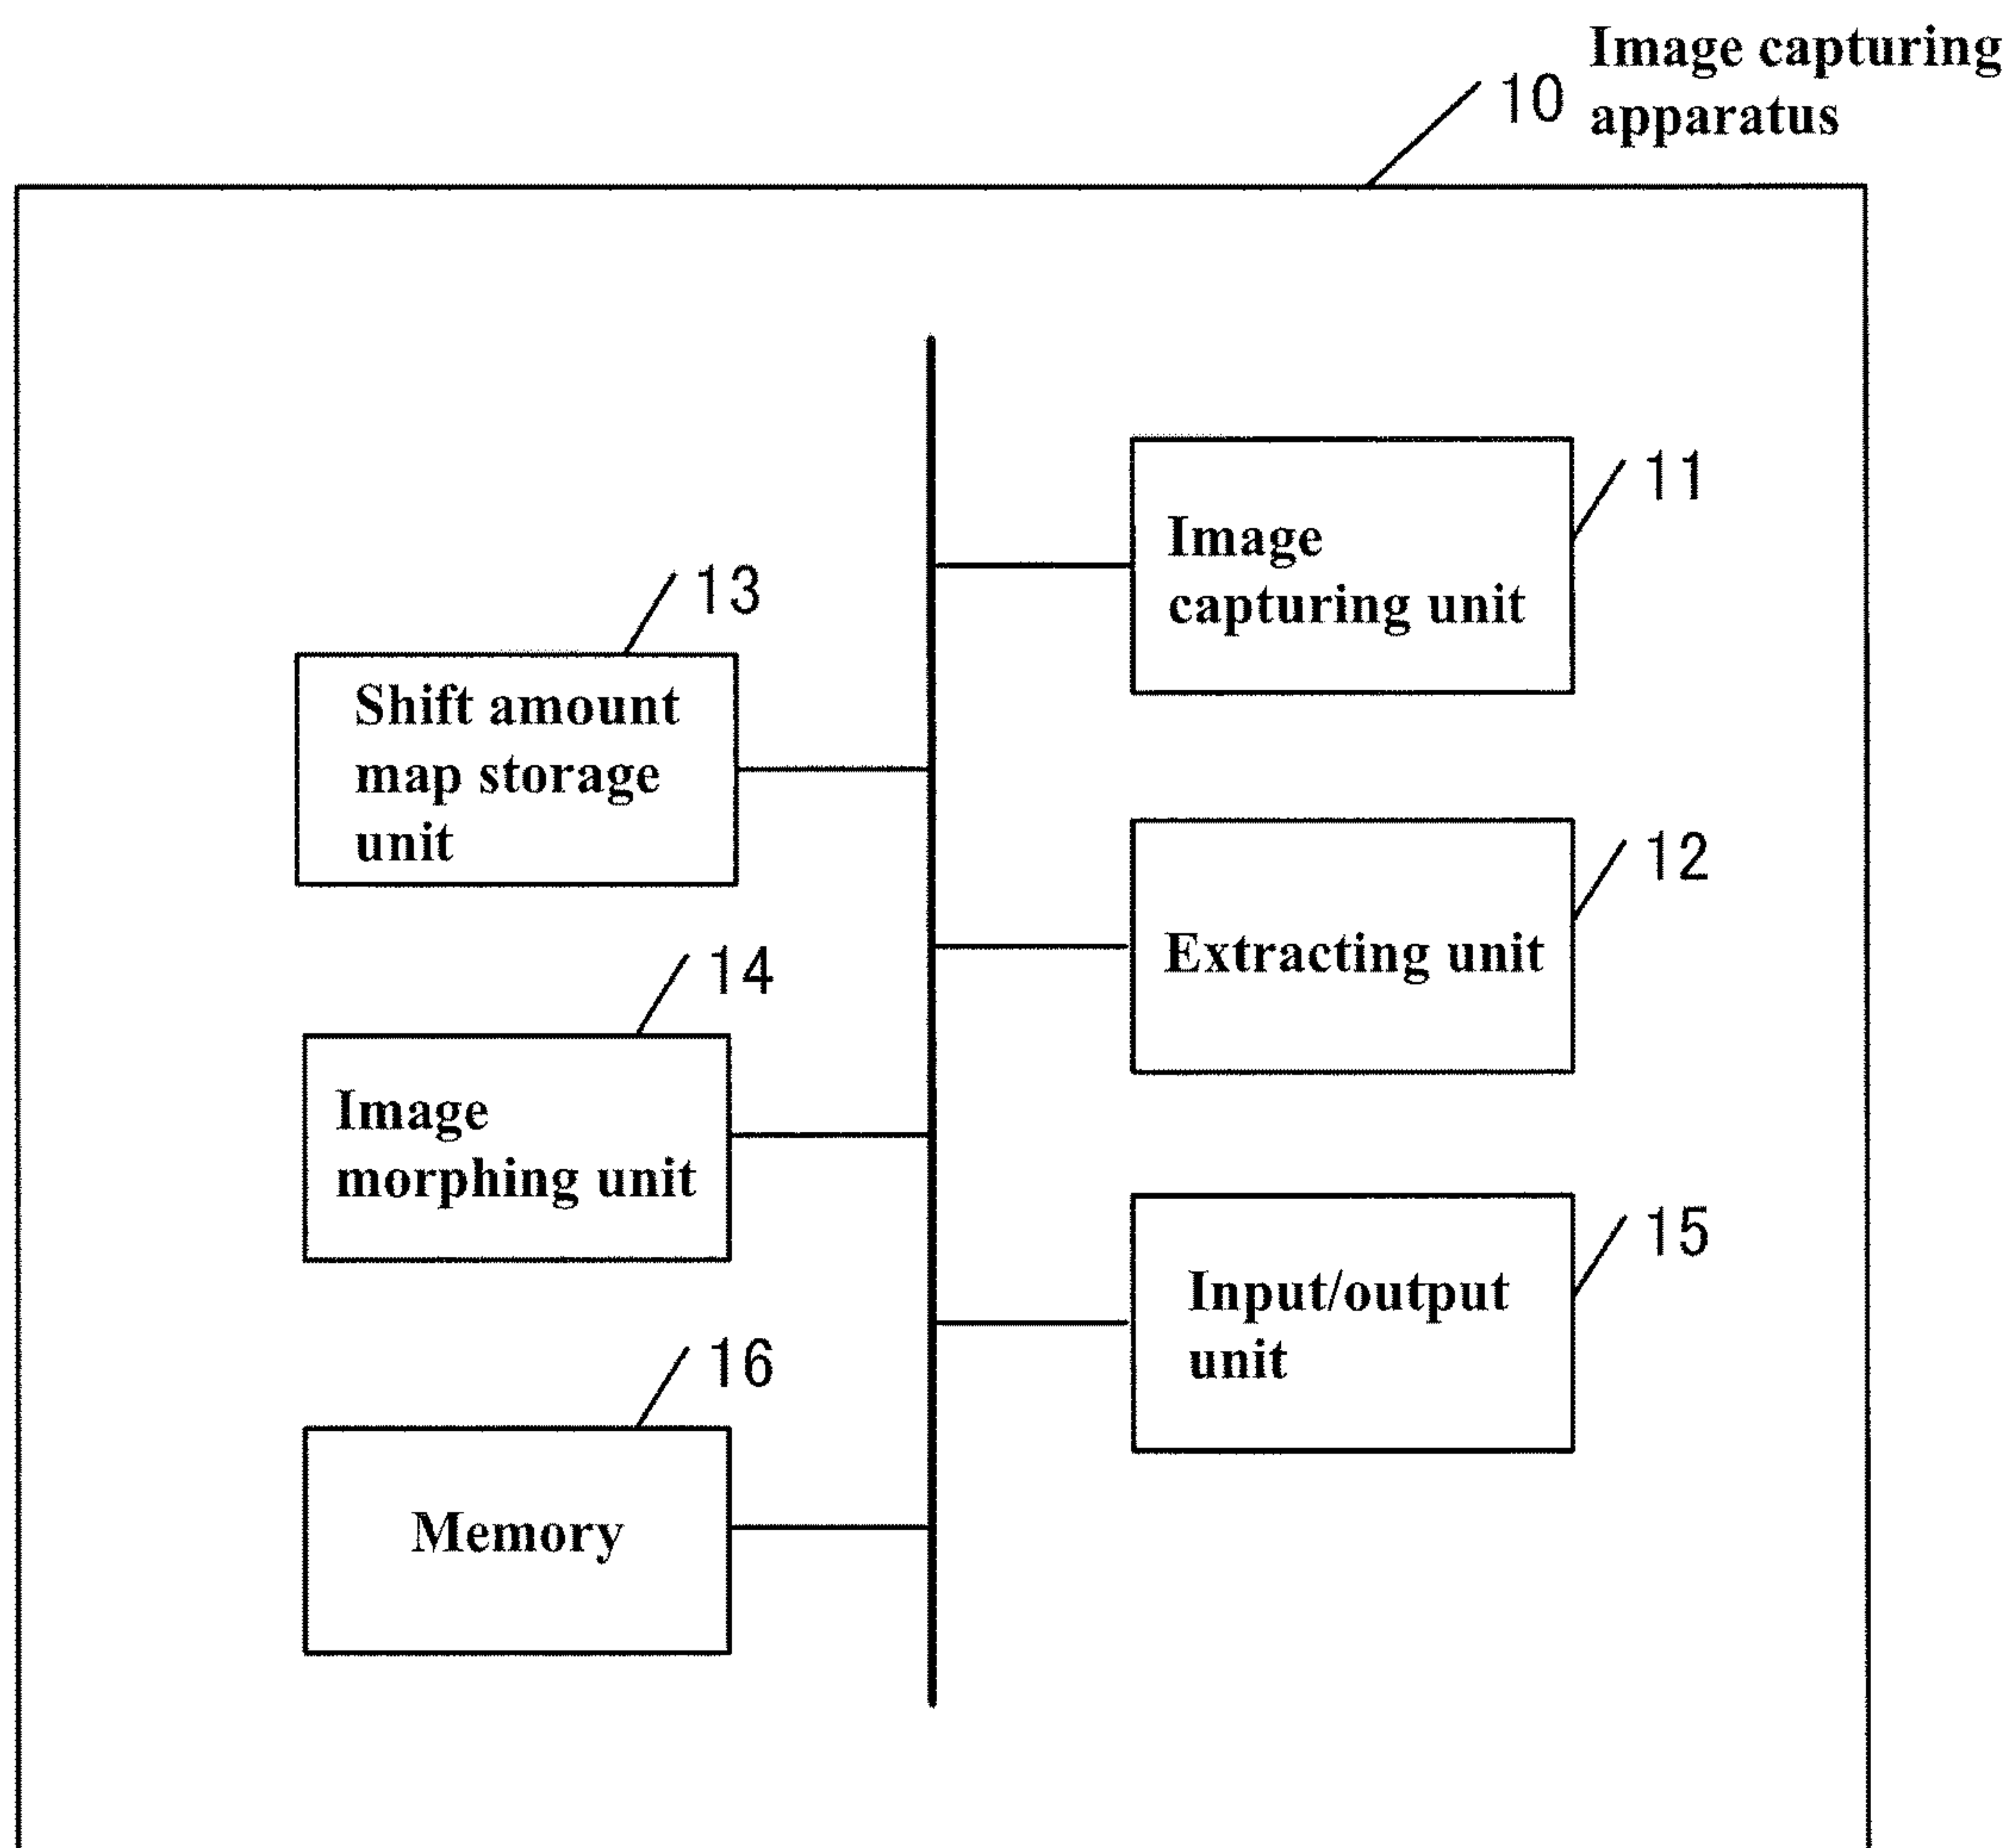 Image capturing
10 apparatus
11
Image
capturing unit
13
Shift amount
map storage
unit
12
Extracting unit
14
Image
morphing unit
15
Input/output
unit
16
Memory